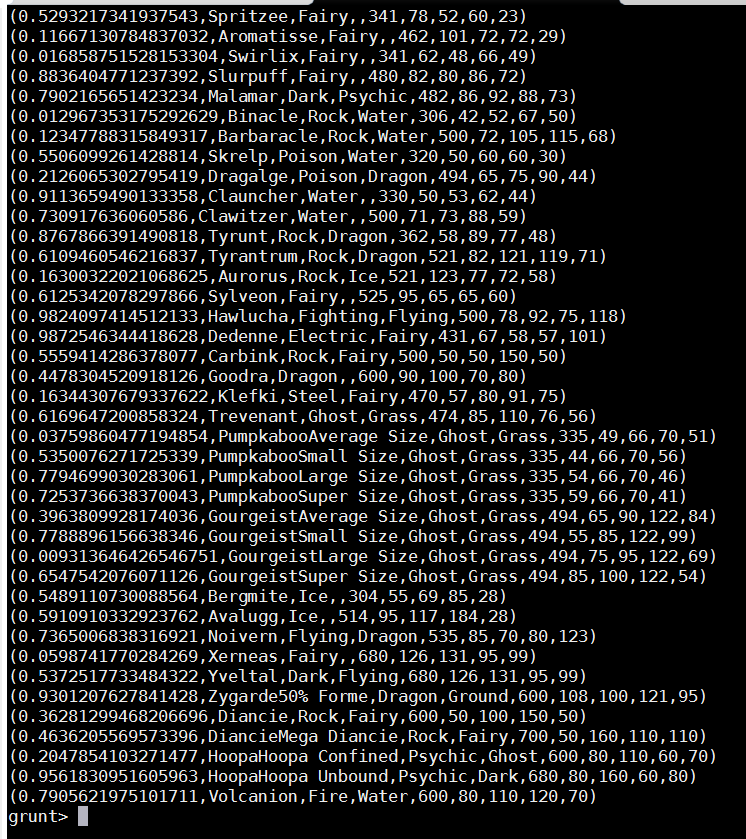 (0.5293217341937543,Spritzee,Fairy,,341,78,52,60,23)
(0.11667130784837032,Aromatisse,Fairy,,462,101,72,72,29)
(0.016858751528153304,Swirlix,Fairy,,341,62,48,66,49)
(0.8836404771237392,Slurpuff,Fairy,,480,82,80,86,72)
(0.7902165651423234,Malamar,Dark,Psychic,482,86,92,88,73)
(0.012967353175292629,Binacle,Rock,Water,306,42,52,67,50)
(0.12347788315849317,Barbaracle,Rock,Water,500,72,105,115,68)
(0.5506099261428814,Skrelp,Poison,Water,320,50,60,60,30)
(0.2126065302795419,Dragalge,Poison,Dragon,494,65,75,90,44)
(0.9113659490133358,Clauncher,Water,,330,50,53,62,44)
(0.730917636060586,Clawitzer,Water,,500,71,73,88,59)
(0.8767866391490818,Tyrunt,Rock,Dragon,362,58,89,77,48)
(0.6109460546216837,Tyrantrum,Rock,Dragon,521,82,121,119,71)
(0.16300322021068625,Aurorus,Rock,Ice,521,123,77,72,58)
(0.6125342078297866,Sylveon,Fairy,,525,95,65,65,60)
(0.9824097414512133,Hawlucha,Fighting,Flying,500,78,92,75,118)
(0.9872546344418628,Dedenne,Electric,Fairy,431,67,58,57,101)
(0.5559414286378077,Carbink,Rock,Fairy,500,50,50,150,50)
(0.4478304520918126,Goodra,Dragon,,600,90,100,70,80)
(0.16344307679337622,Klefki,Steel,Fairy,470,57,80,91,75)
(0.6169647200858324,Trevenant,Ghost,Grass,474,85,110,76,56)
(0.03759860477194854,PumpkabooAverage Size,Ghost,Grass,335,49,66,70,51)
(0.5350076271725339,PumpkabooSmall Size,Ghost,Grass,335,44,66,70,56)
(0.7794699030283061,PumpkabooLarge Size,Ghost,Grass,335,54,66,70,46)
(0.7253736638370043,PumpkabooSuper Size,Ghost,Grass,335,59,66,70,41)
(0.3963809928174036,GourgeistAverage Size,Ghost,Grass,494,65,90,122,84)
(0.7788896156638346,GourgeistSmall Size,Ghost,Grass,494,55,85,122,99)
(0.009313646426546751,GourgeistLarge Size,Ghost,Grass,494,75,95,122,69)
(0.6547542076071126,GourgeistSuper Size,Ghost,Grass,494,85,100,122,54)
(0.5489110730088564,Bergmite,Ice,,304,55,69,85,28)
(0.5910910332923762,Avalugg,Ice,,514,95,117,184,28)
(0.7365006838316921,Noivern,Flying,Dragon,535,85,70,80,123)
(0.0598741770284269,Xerneas,Fairy,,680,126,131,95,99)
(0.5372517733484322,Yveltal,Dark,Flying,680,126,131,95,99)
(0.9301207627841428,Zygarde50% Forme,Dragon,Ground,600,108,100,121,95)
(0.36281299468206696,Diancie,Rock,Fairy,600,50,100,150,50)
(0.4636205569573396,DiancieMega Diancie,Rock,Fairy,700,50,160,110,110)
(0.2047854103271477,HoopaHoopa Confined,Psychic,Ghost,600,80,110,60,70)
(0.9561830951605963,HoopaHoopa Unbound,Psychic,Dark,680,80,160,60,80)
(0.7905621975101711,Volcanion,Fire,Water,600,80,110,120,70)
grunt>